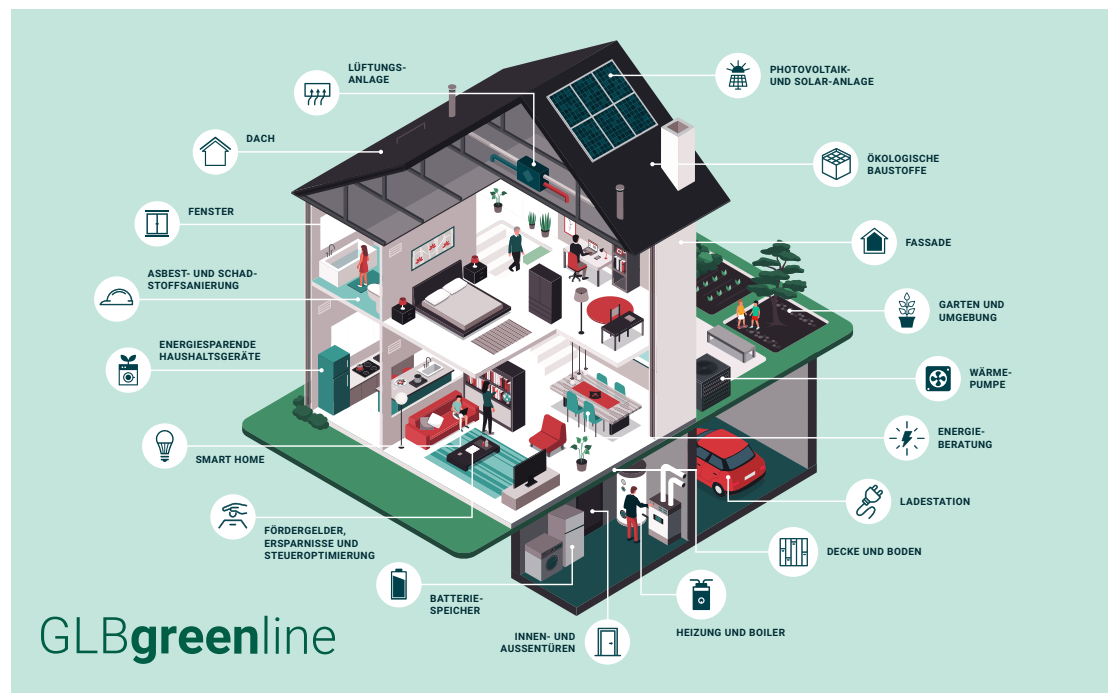 LÜFTUNGS-
ANLAGE
PHOTOVOLTAIK-
UND SOLAR-ANLAGE
DACH
ÖKOLOGISCHE
BAUSTOFFE
FENSTER
FASSADE
ASBEST- UND SCHAD-
STOFFSANIERUNG
GARTEN UND
UMGEBUNG
ENERGIESPARENDE
HAUSHALTSGERÄTE
WÄRME-
PUMPE
ENERGIE-
BERATUNG
SMART HOME
LADESTATION
FÖRDERGELDER,
ERSPARNISSE UND
STEUEROPTIMIERUNG
DECKE UND BODEN
BATTERIE-
SPEICHER
HEIZUNG UND BOILER
INNEN- UND
AUSSENTÜREN
GLBgreenline